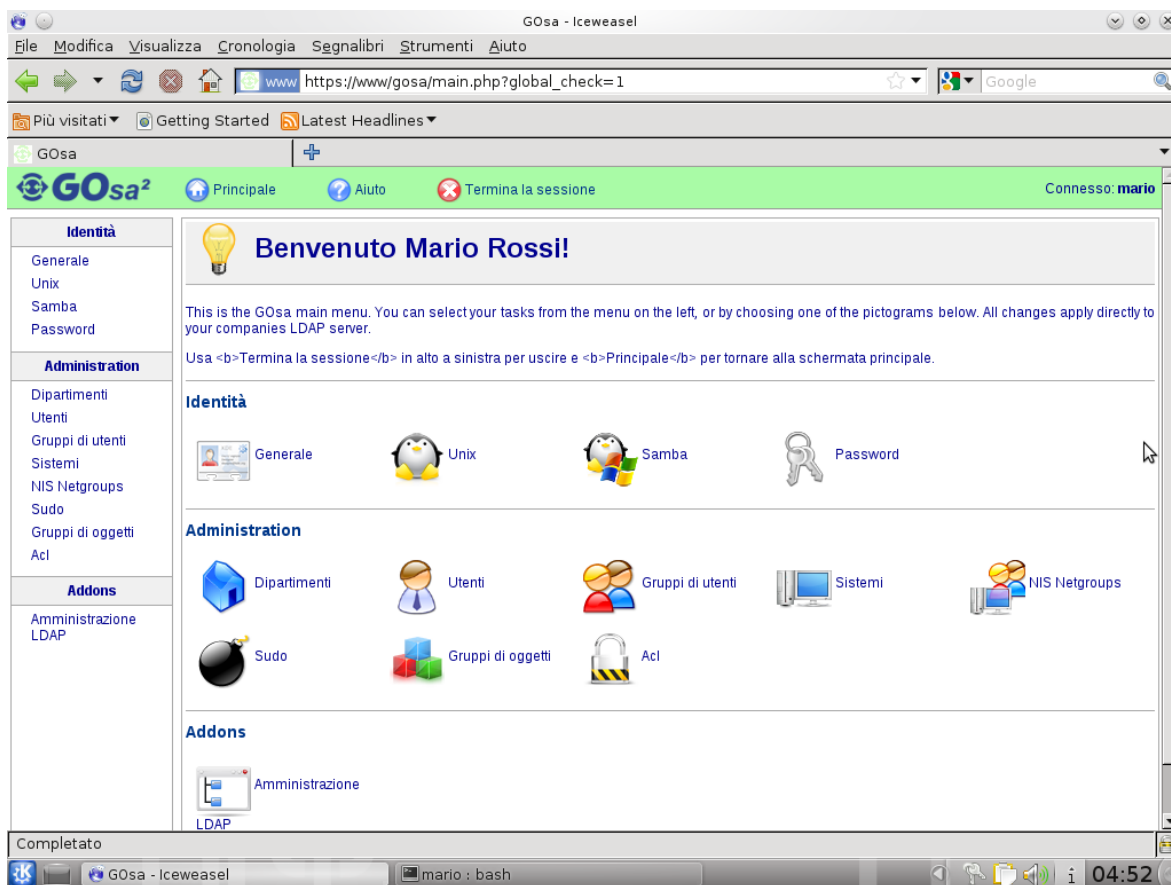 GOsa - Iceweasel
File Modifica Visualizza Cronologia Segnalibri Strumenti Aiuto
www https://www/gosa/main.php?global_check=1 Google
Più visitati Getting Started Latest Headlines
GOsa
GOsa² Principale Aiuto Termina la sessione Connesso: mario
Identità
Generale
Unix
Samba
Password
Administration
Dipartimenti
Utenti
Gruppi di utenti
Sistemi
NIS Netgroups
Sudo
Gruppi di oggetti
Acl
Addons
Amministrazione
LDAP
Benvenuto Mario Rossi!
This is the GOsa main menu. You can select your tasks from the menu on the left, or by choosing one of the pictograms below. All changes apply directly to
your companies LDAP server.
Usa <b>Termina la sessione</b> in alto a sinistra per uscire e <b>Principale</b> per tornare alla schermata principale.
Identità
Generale Unix Samba Password
Administration
Dipartimenti Utenti Gruppi di utenti Sistemi NIS Netgroups
Sudo Gruppi di oggetti Acl
Addons
Amministrazione
LDAP
Completato
GOsa - Iceweasel mario : bash i 04:52